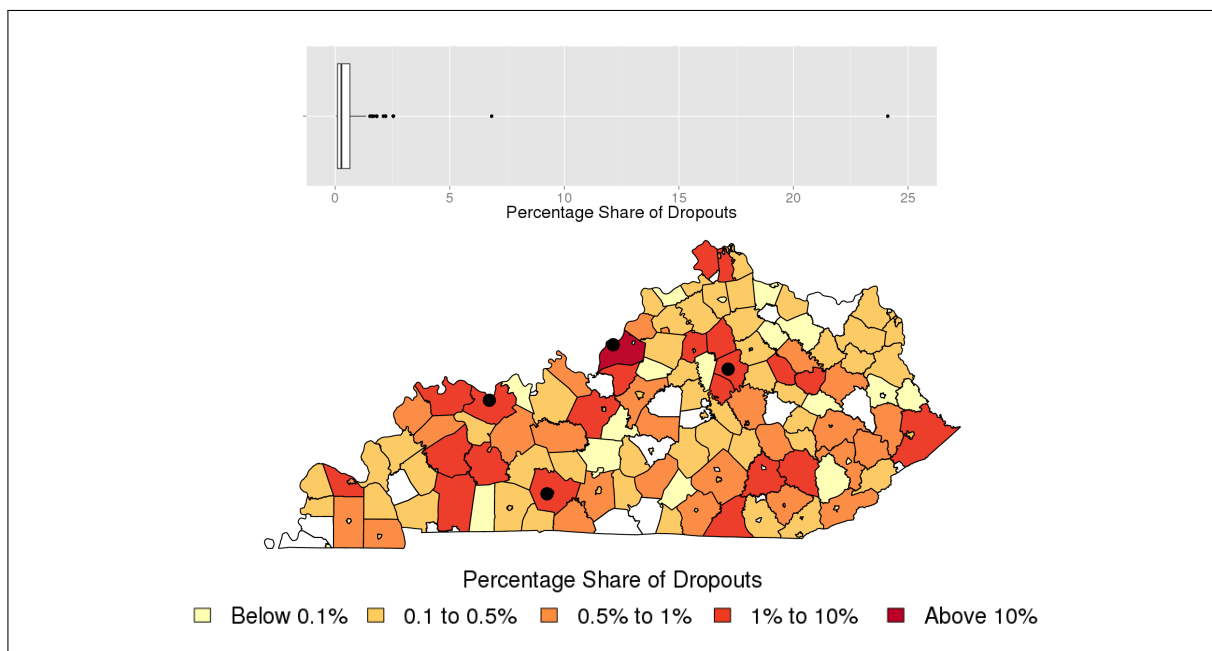 0 5 10 15 20 25
Percentage Share of Dropouts
Percentage Share of Dropouts
Below 0.1% 0.1 to 0.5% 0.5% to 1% 1% to 10% Above 10%